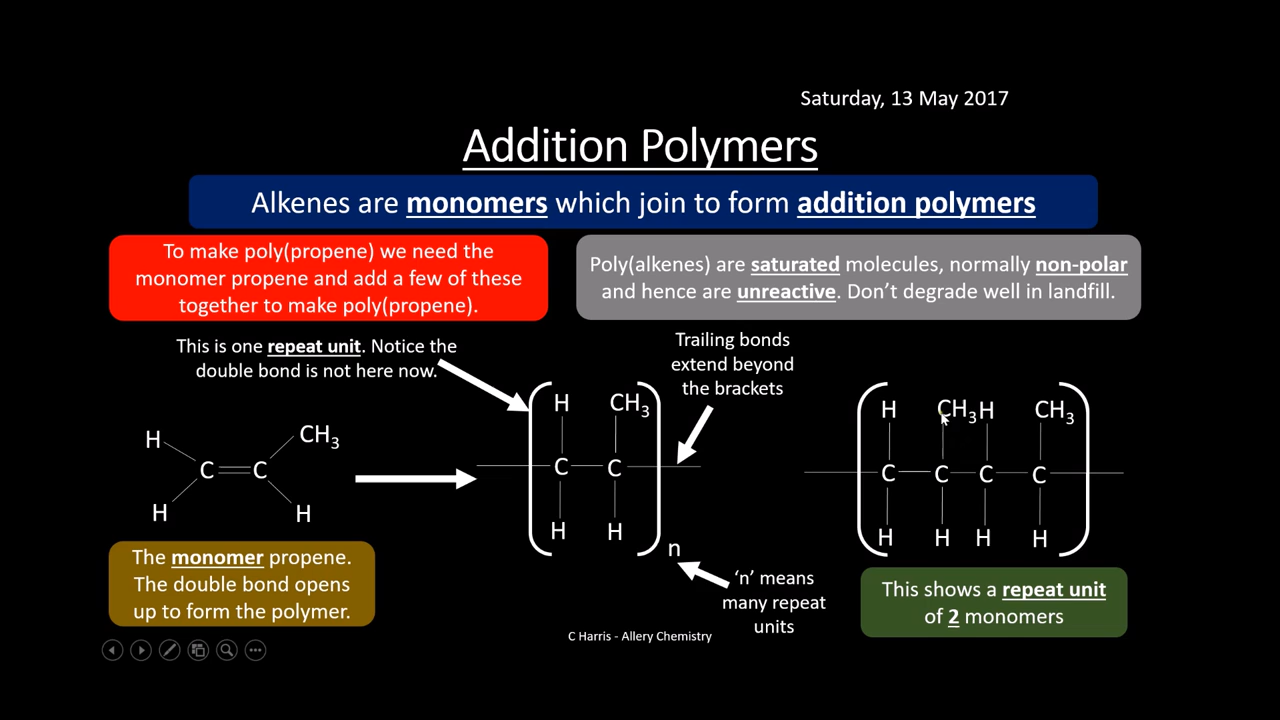 Saturday, 13 May 2017
Addition Polymers
Alkenes are monomers which join to form addition polymers
To make poly(propene) we need the
monomer propene and add a few of these
together to make poly(propene).
Poly(alkenes) are saturated molecules, normally non-polar
and hence are unreactive. Don’t degrade well in landfill.
This is one repeat unit. Notice the
double bond is not here now.
Trailing bonds
extend beyond
the brackets
H CH₃
C C
H H
H CH₃
C C
H H
n
H CH₃ H CH₃
C C C C
H H H H
The monomer propene.
The double bond opens
up to form the polymer.
‘n’ means
many repeat
units
This shows a repeat unit
of 2 monomers
C Harris - Allery Chemistry